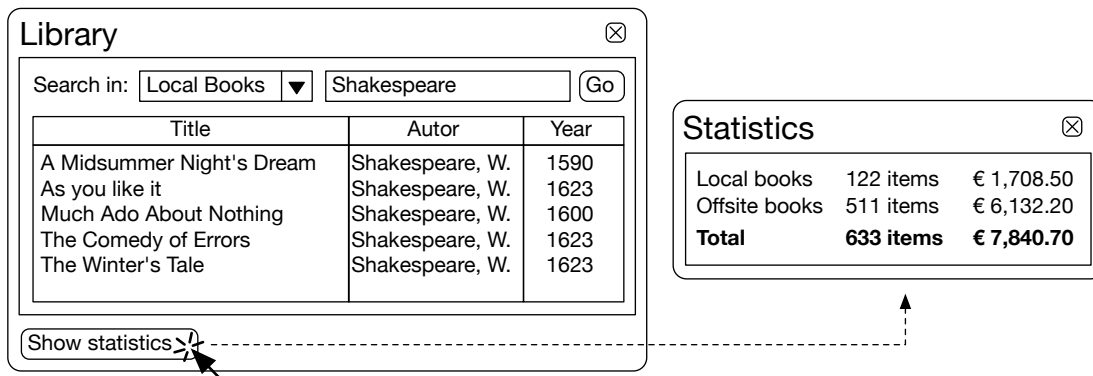 Library
Search in: Local Books Shakespeare Go
Title Autor Year
A Midsummer Night's Dream Shakespeare, W. 1590
As you like it Shakespeare, W. 1623
Much Ado About Nothing Shakespeare, W. 1600
The Comedy of Errors Shakespeare, W. 1623
The Winter's Tale Shakespeare, W. 1623
Show statistics
Statistics
Local books 122 items € 1,708.50
Offsite books 511 items € 6,132.20
Total 633 items € 7,840.70